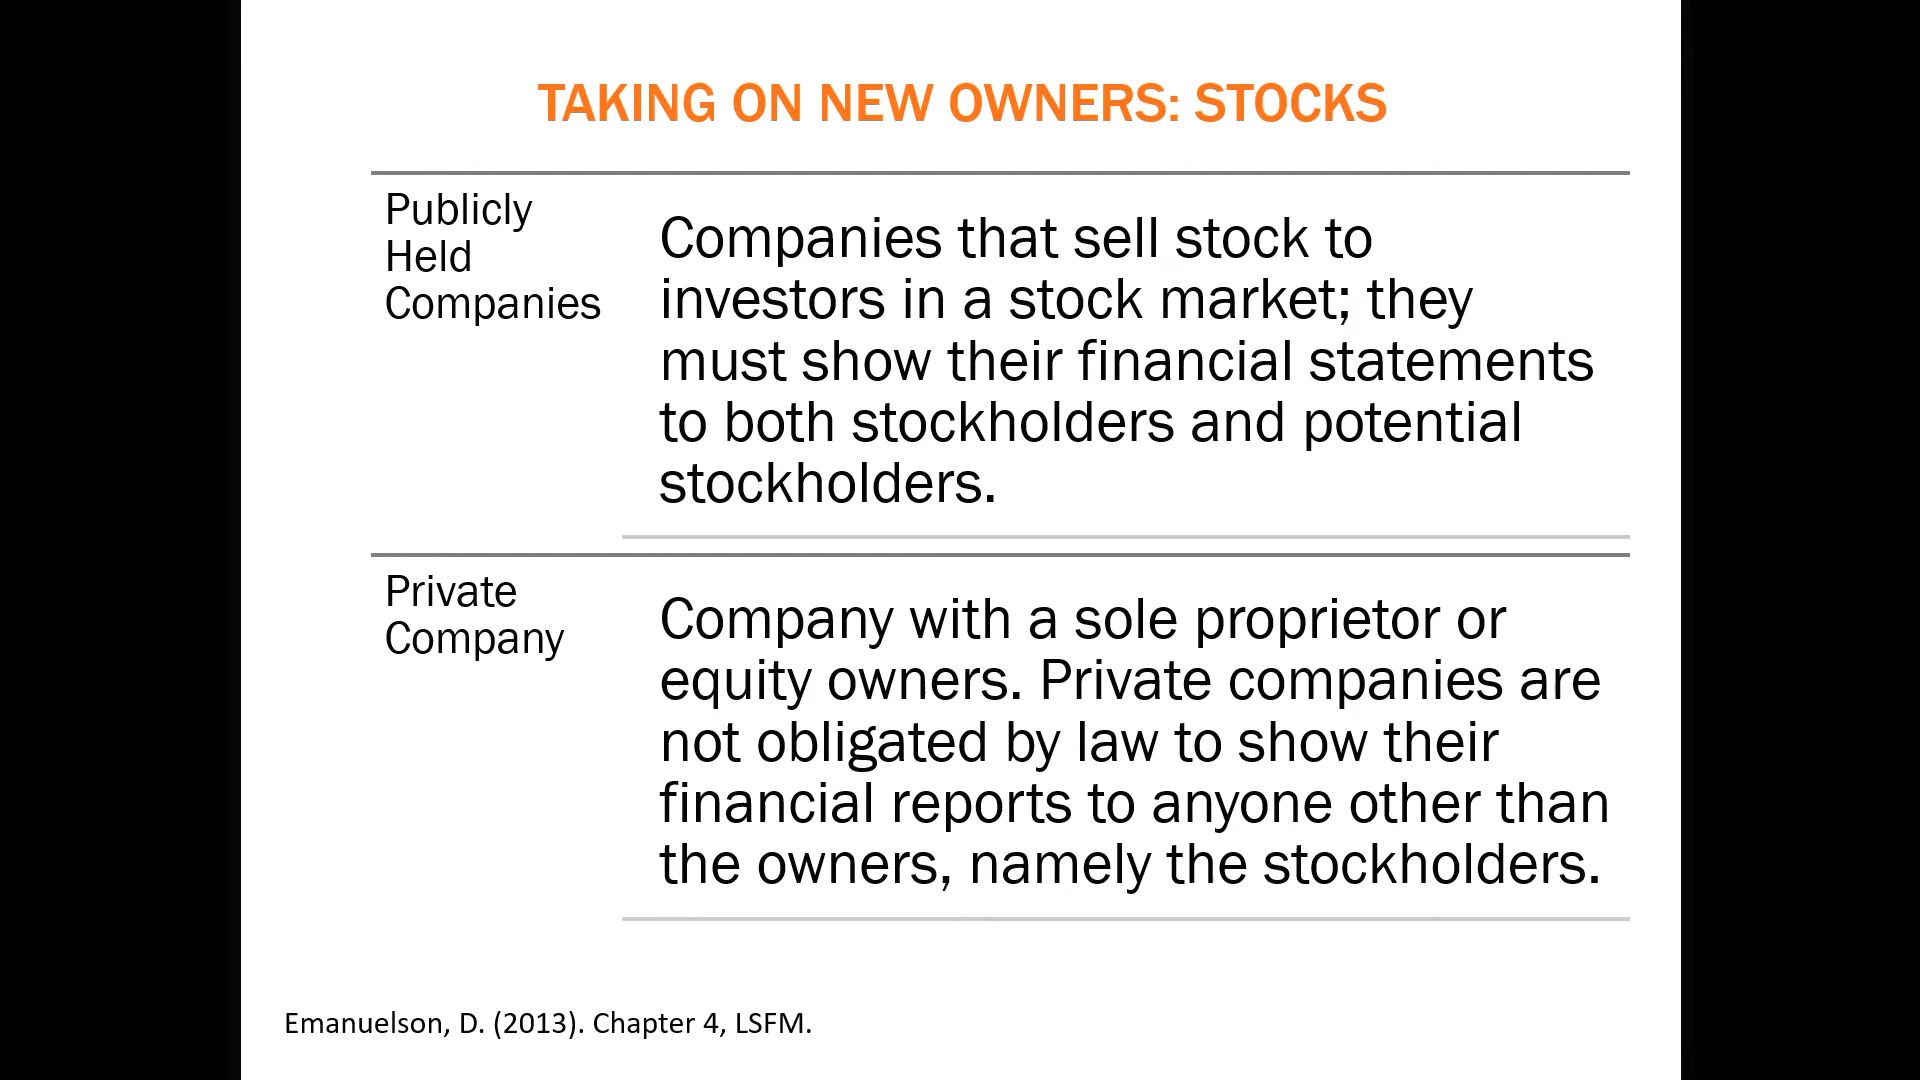 TAKING ON NEW OWNERS: STOCKS
Publicly
Held
Companies
Companies that sell stock to
investors in a stock market; they
must show their financial statements
to both stockholders and potential
stockholders.
Private
Company
Company with a sole proprietor or
equity owners. Private companies are
not obligated by law to show their
financial reports to anyone other than
the owners, namely the stockholders.
Emanuelson, D. (2013). Chapter 4, LSFM.